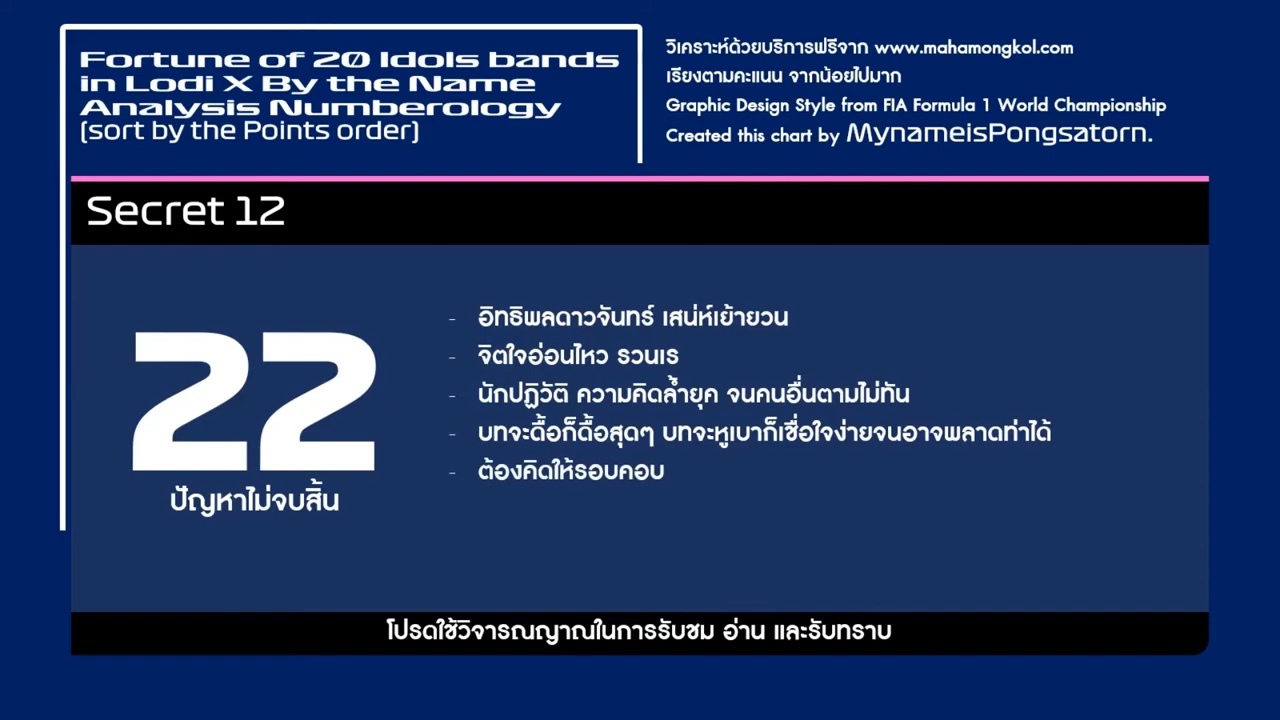 Fortune of 20 Idols bands
in Lodi X By the Name
Analysis Numberology
(sort by the Points order)
วิเคราะห์ด้วยบริการฟรีจาก www.mahamongkol.com
เรียงตามคะแนน จากน้อยไปมาก
Graphic Design Style from FIA Formula 1 World Championship
Created this chart by MynameisPongsatorn.
Secret 12
22
ปัญหาไม่จบสิ้น
- อิทธิพลดาวจันทร์ เสน่ห์เย้ายวน
- จิตใจอ่อนไหว รวนเร
- นักปฏิวัติ ความคิดล้ำยุค จนคนอื่นตามไม่ทัน
- บทจะดื้อก็ดื้อสุดๆ บทจะหูเบาก็เชื่อใจง่ายจนอาจพลาดท่าได้
- ต้องคิดให้รอบคอบ
โปรดใช้วิจารณญาณในการรับชม อ่าน และรับทราบ